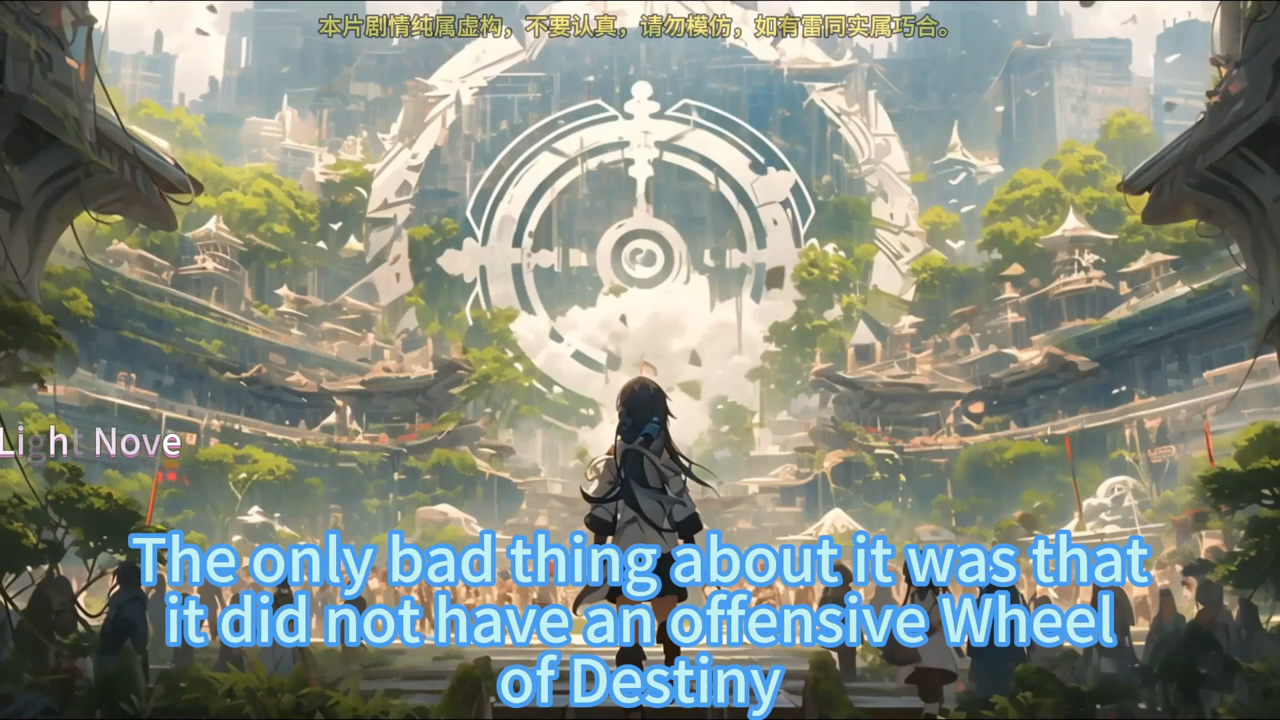 本片剧情纯属虚构，不要认真，请勿模仿，如有雷同实属巧合。
Light Nove
The only bad thing about it was that
it did not have an offensive Wheel
of Destiny